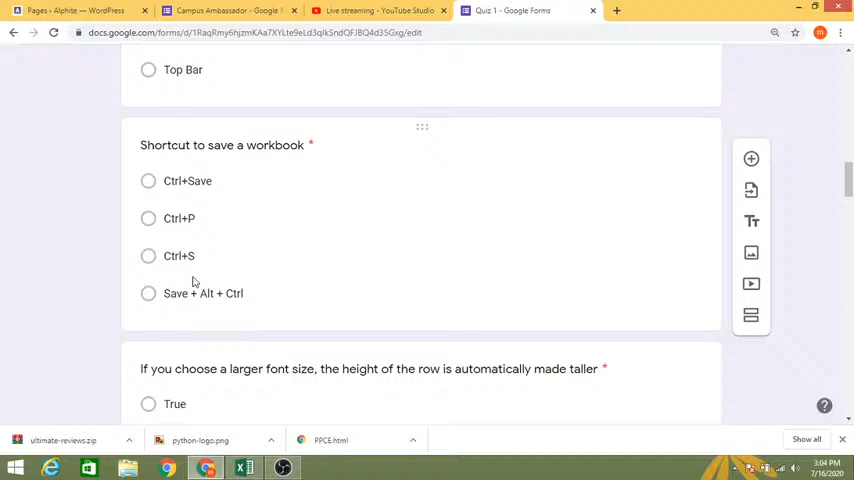 Pages ‹ Alphite — WordPress
Campus Ambassador - Google F
Live streaming - YouTube Studio
Quiz 1 - Google Forms
docs.google.com/forms/d/1RaqRmy6hjzmKAa7XYLte9eLd3qlkSndQFJBQ4d35Gxg/edit
m
Top Bar
Shortcut to save a workbook *
Ctrl+Save
Ctrl+P
Ctrl+S
Save + Alt + Ctrl
If you choose a larger font size, the height of the row is automatically made taller *
True
ultimate-reviews.zip
python-logo.png
PPCE.html
Show all
3:04 PM
7/16/2020